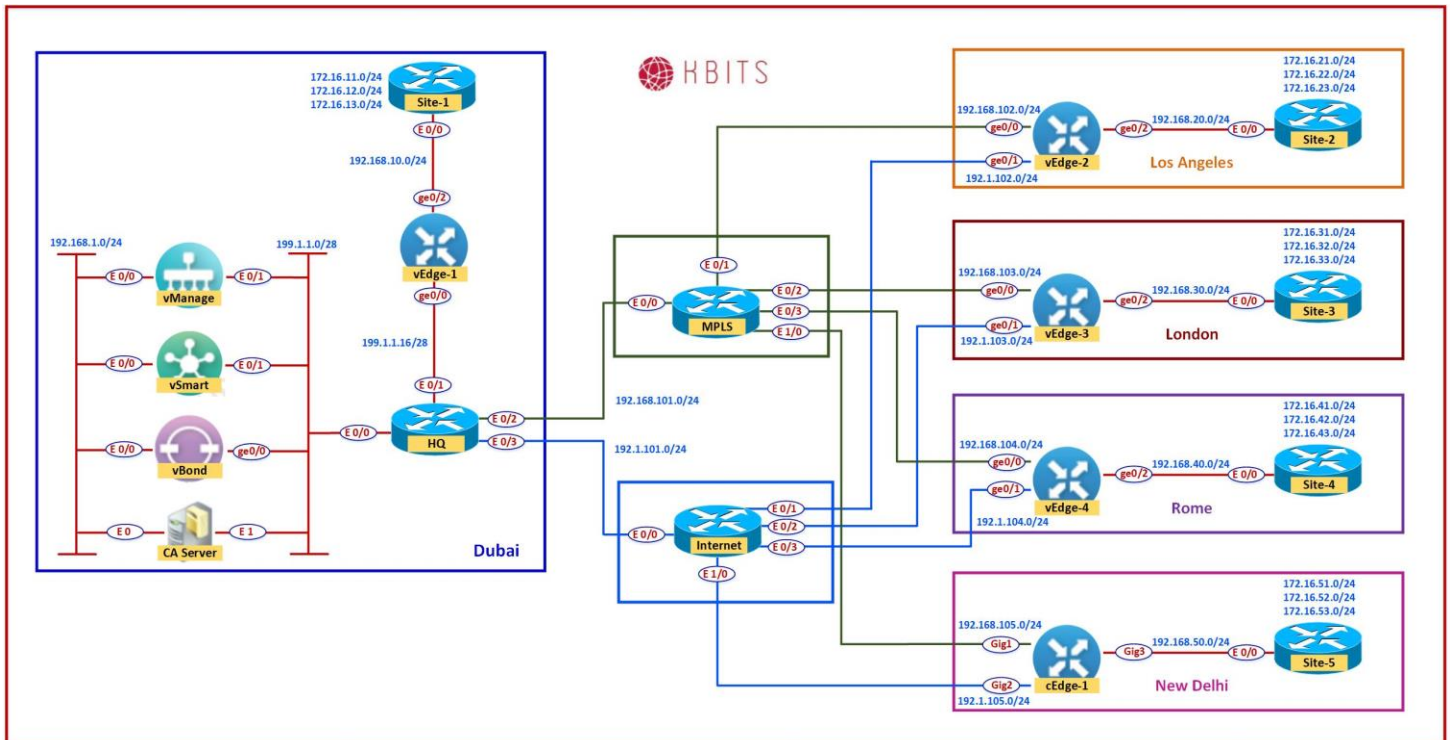 KBITS
172.16.11.0/24
172.16.12.0/24
172.16.13.0/24
Site-1
E 0/0
192.168.10.0/24
ge0/2
vEdge-1
ge0/0
199.1.1.16/28
E 0/1
HQ
E 0/0
E 0/2
E 0/3
192.168.1.0/24
199.1.1.0/28
E 0/0
E 0/1
vManage
E 0/0
E 0/1
vSmart
E 0/0
ge0/0
vBond
E 0
E 1
CA Server
Dubai
192.168.101.0/24
192.1.101.0/24
E 0/1
E 0/0
E 0/2
E 0/3
E 1/0
MPLS
E 0/0
E 0/1
E 0/2
E 0/3
E 1/0
Internet
192.168.102.0/24
ge0/0
ge0/1
192.1.102.0/24
vEdge-2
ge0/2
192.168.20.0/24
E 0/0
172.16.21.0/24
172.16.22.0/24
172.16.23.0/24
Site-2
Los Angeles
192.168.103.0/24
ge0/0
ge0/1
192.1.103.0/24
vEdge-3
ge0/2
192.168.30.0/24
E 0/0
172.16.31.0/24
172.16.32.0/24
172.16.33.0/24
Site-3
London
192.168.104.0/24
ge0/0
ge0/1
192.1.104.0/24
vEdge-4
ge0/2
192.168.40.0/24
E 0/0
172.16.41.0/24
172.16.42.0/24
172.16.43.0/24
Site-4
Rome
192.168.105.0/24
Gig1
Gig2
192.1.105.0/24
cEdge-1
Gig3
192.168.50.0/24
E 0/0
172.16.51.0/24
172.16.52.0/24
172.16.53.0/24
Site-5
New Delhi